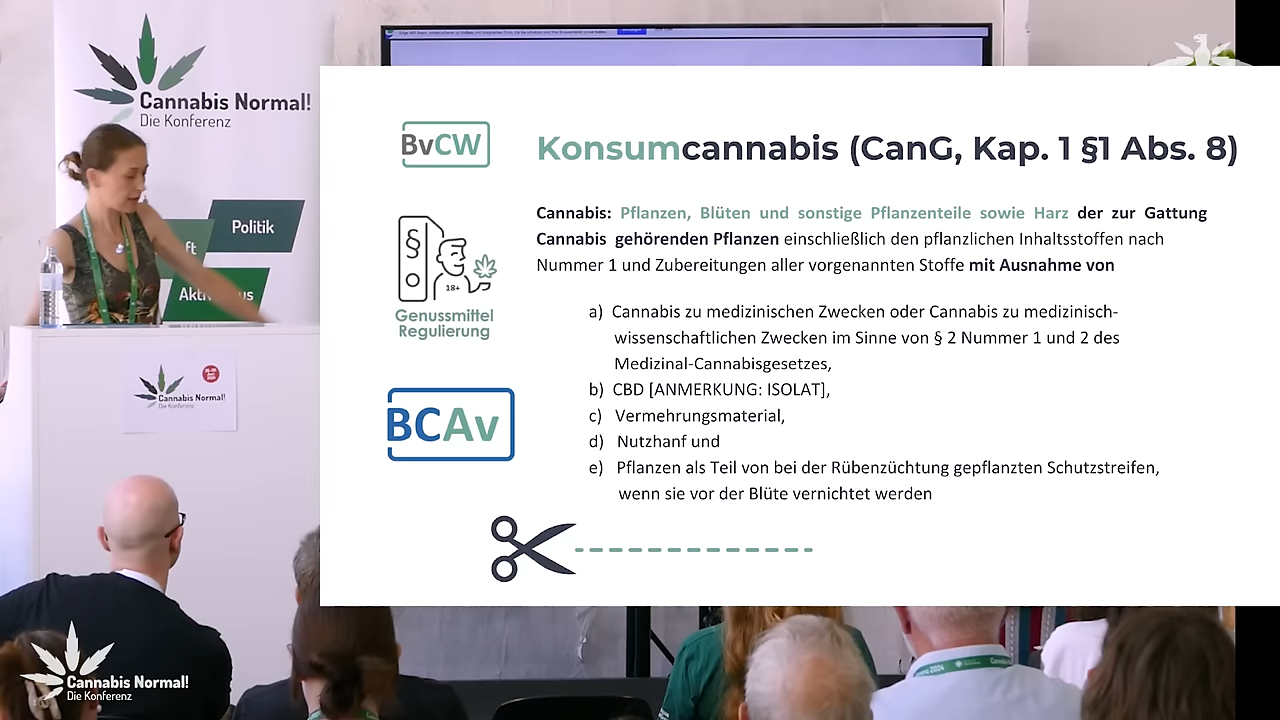 Cannabis Normal!
Die Konferenz
Politik
ft
Akti
us
Cannabis Normal!
Die Konferenz
BvCW
Konsumcannabis (CanG, Kap. 1 §1 Abs. 8)
§
18+
Genussmittel
Regulierung
BCAv
Cannabis: Pflanzen, Blüten und sonstige Pflanzenteile sowie Harz der zur Gattung
Cannabis gehörenden Pflanzen einschließlich den pflanzlichen Inhaltsstoffen nach
Nummer 1 und Zubereitungen aller vorgenannten Stoffe mit Ausnahme von
a) Cannabis zu medizinischen Zwecken oder Cannabis zu medizinisch-
wissenschaftlichen Zwecken im Sinne von § 2 Nummer 1 und 2 des
Medizinal-Cannabisgesetzes,
b) CBD [ANMERKUNG: ISOLAT],
c) Vermehrungsmaterial,
d) Nutzhanf und
e) Pflanzen als Teil von bei der Rübenzüchtung gepflanzten Schutzstreifen,
wenn sie vor der Blüte vernichtet werden
Cannabis Normal!
Die Konferenz